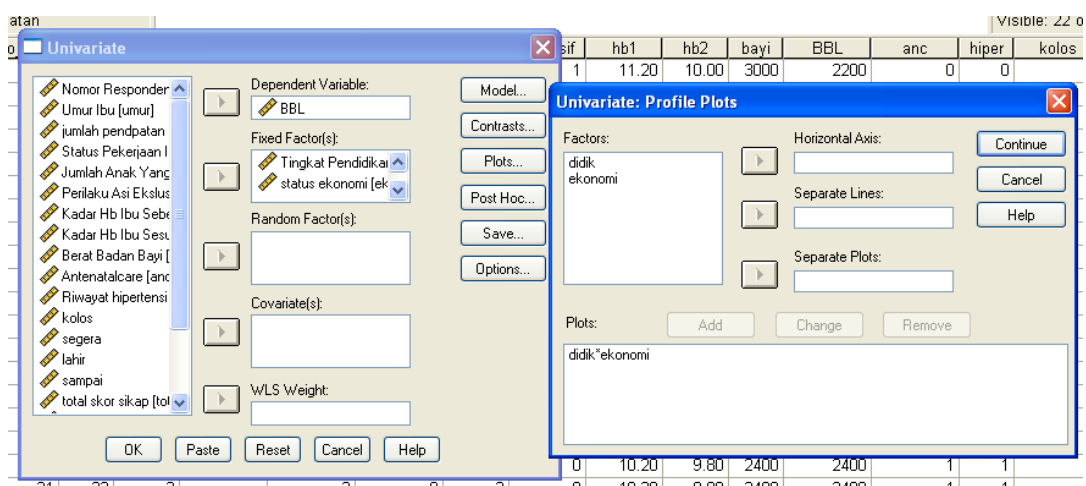 atan
Visible: 22 o
sif hb1 hb2 bayi BBL anc hiper kolos
1 11.20 10.00 3000 2200 0 0
Univariate
Nomor Responder
Umur Ibu [umur]
jumlah pendpatan
Status Pekerjaan I
Jumlah Anak Yang
Perilaku Asi Ekslus
Kadar Hb Ibu Sebe
Kadar Hb Ibu Sesu
Berat Badan Bayi [
Antenatalcare [anc
Riwayat hipertensi
kolos
segera
lahir
sampai
total skor sikap [tot
Dependent Variable:
BBL
Fixed Factor(s):
Tingkat Pendidikai
status ekonomi [ek
Random Factor(s):
Covariate(s):
WLS Weight:
Model...
Contrasts...
Plots...
Post Hoc...
Save...
Options...
OK Paste Reset Cancel Help
Univariate: Profile Plots
Factors:
didik
ekonomi
Horizontal Axis:
Separate Lines:
Separate Plots:
Continue
Cancel
Help
Plots: Add Change Remove
didik*ekonomi
0 10.20 9.80 2400 2400 1 1